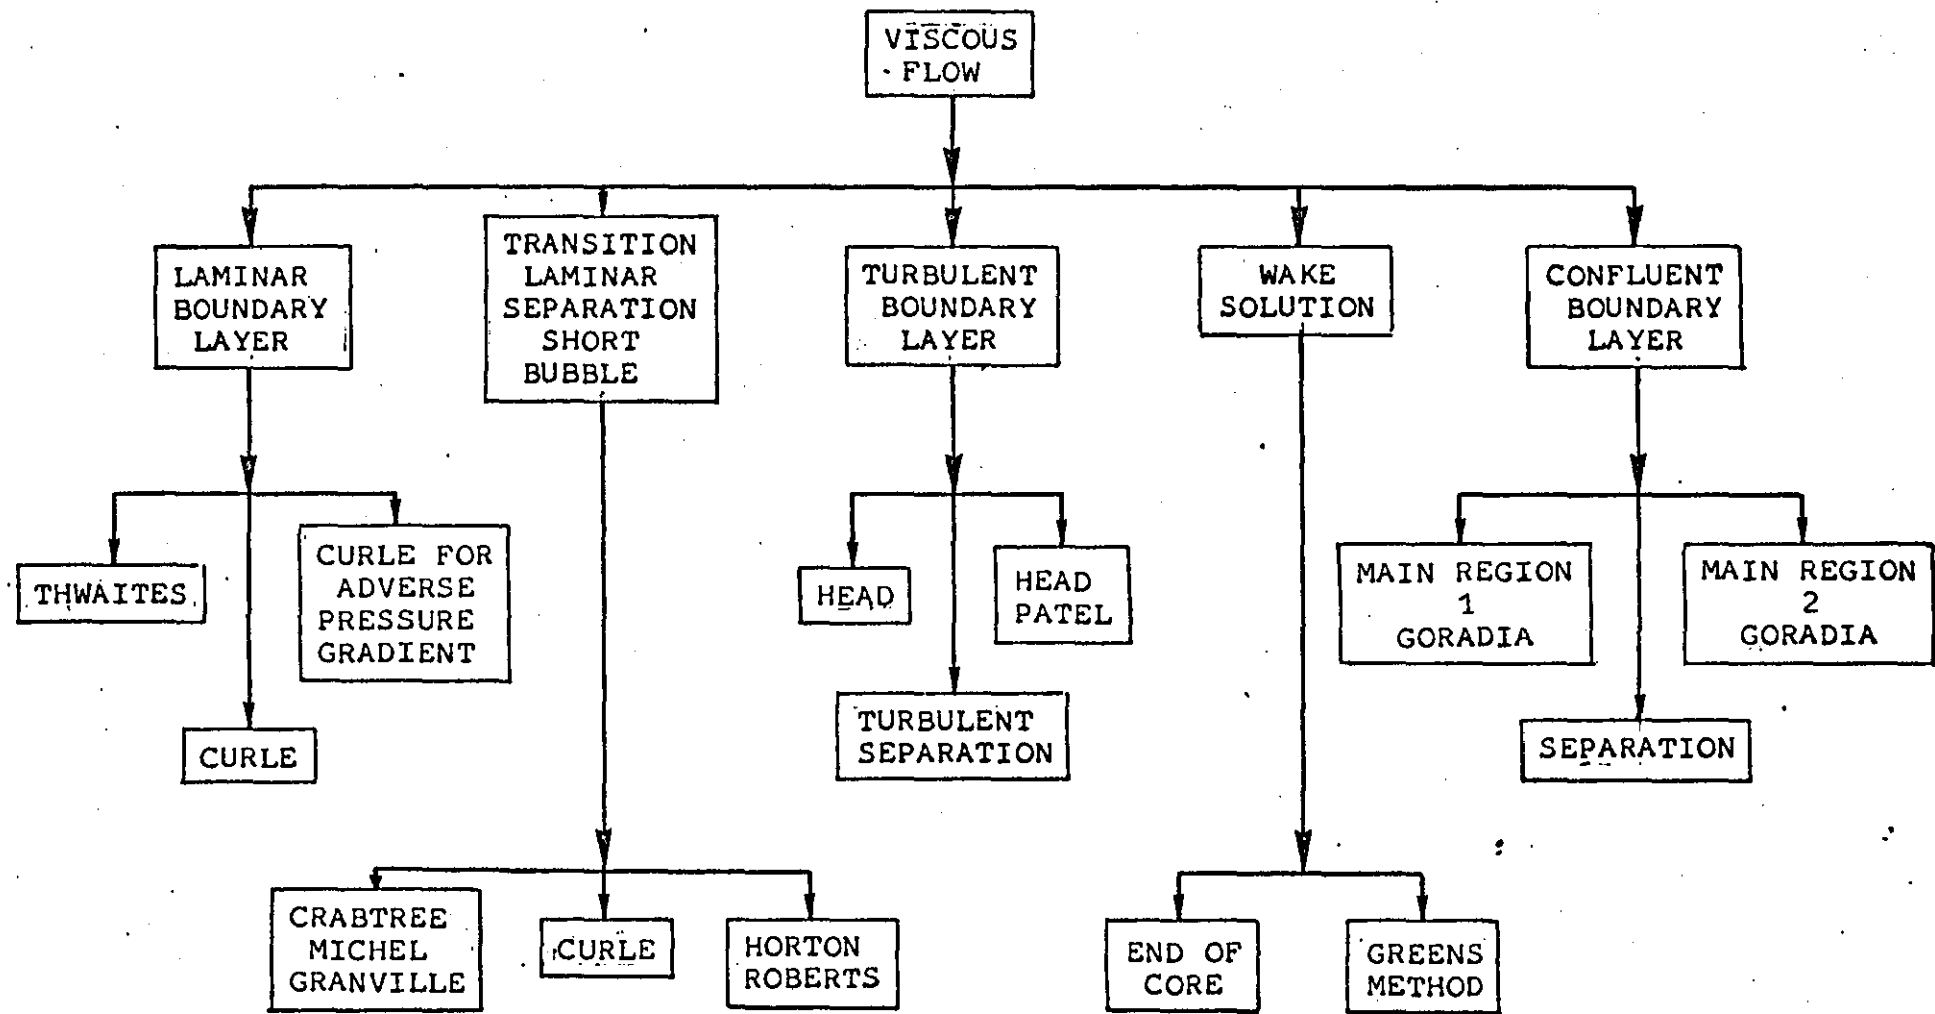 VISCOUS
FLOW
LAMINAR
BOUNDARY
LAYER
TRANSITION
LAMINAR
SEPARATION
SHORT
BUBBLE
TURBULENT
BOUNDARY
LAYER
WAKE
SOLUTION
CONFLUENT
BOUNDARY
LAYER
THWAITES
CURLE
CURLE FOR
ADVERSE
PRESSURE
GRADIENT
HEAD
TURBULENT
SEPARATION
HEAD
PATEL
MAIN REGION
1
GORADIA
SEPARATION
MAIN REGION
2
GORADIA
CRABTREE
MICHEL
GRANVILLE
CURLE
HORTON
ROBERTS
END OF
CORE
GREENS
METHOD